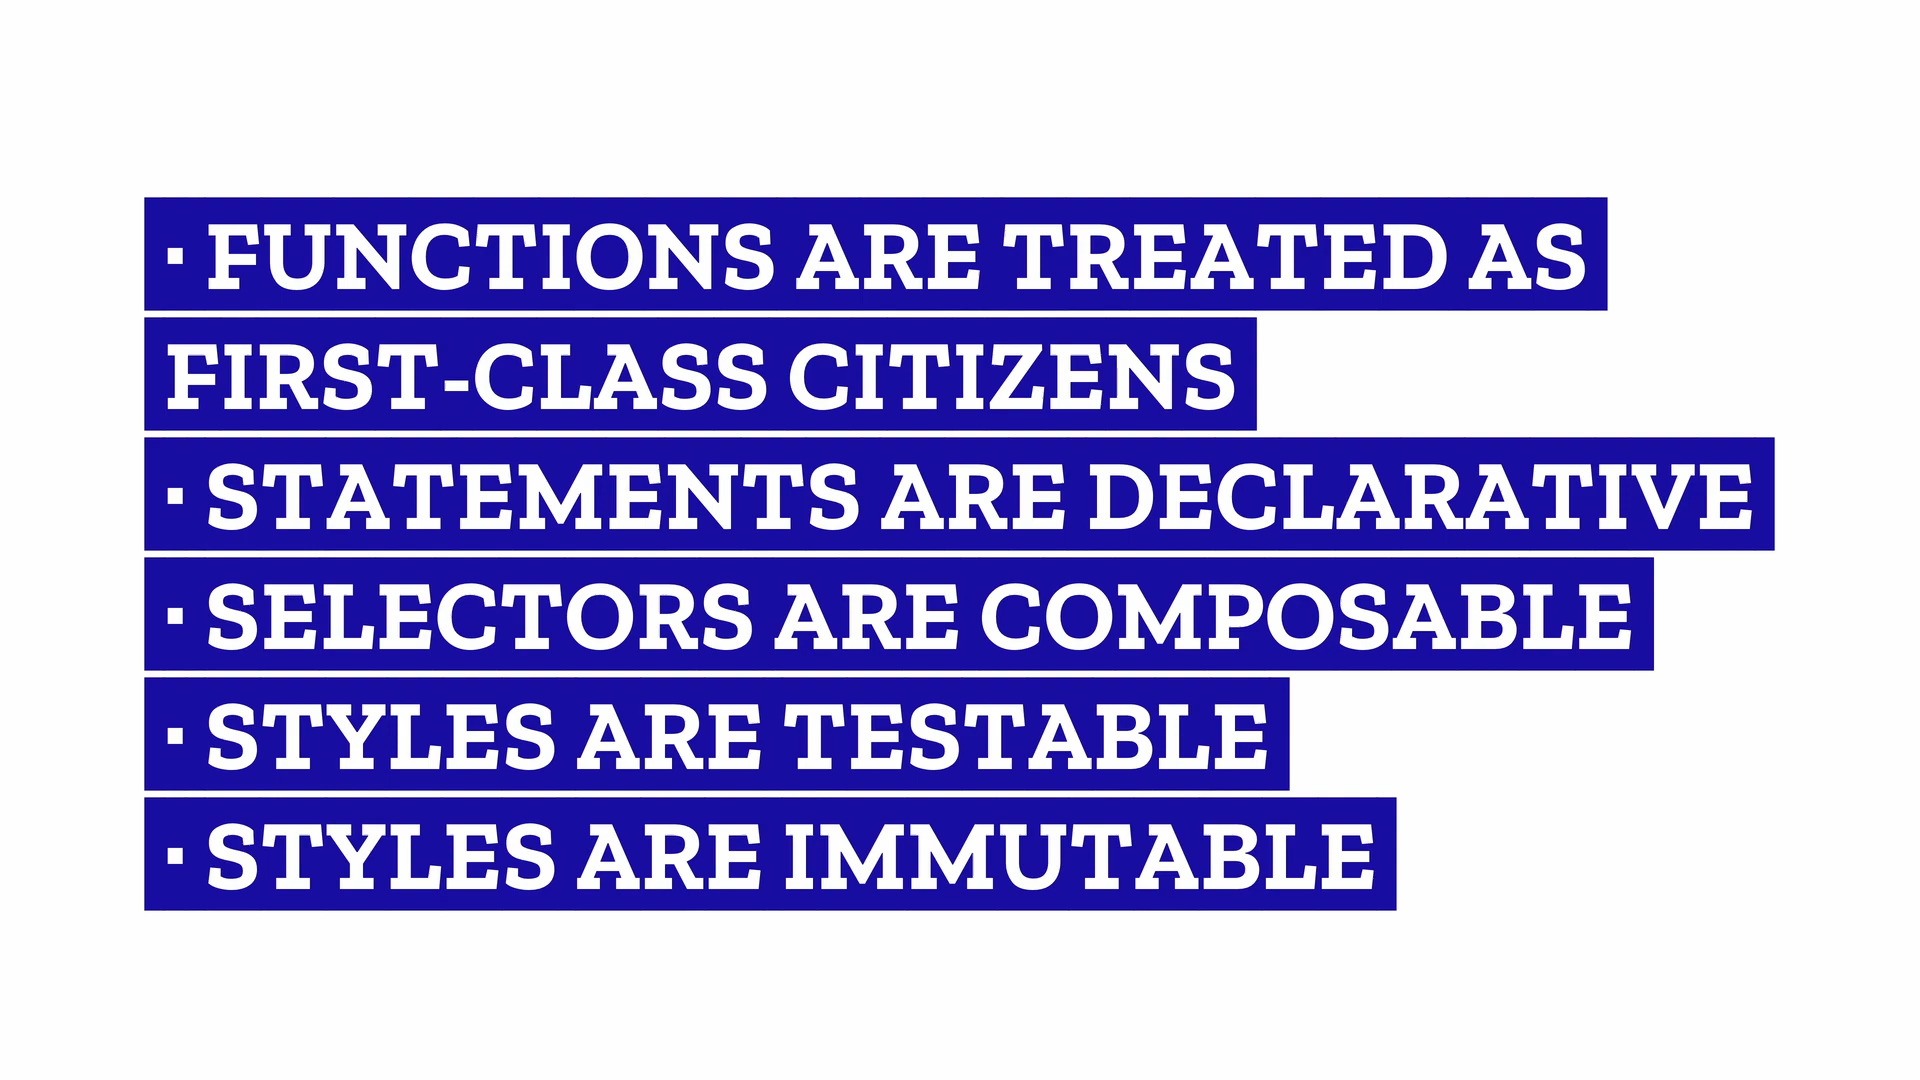 · FUNCTIONS ARE TREATED AS
FIRST-CLASS CITIZENS
· STATEMENTS ARE DECLARATIVE
· SELECTORS ARE COMPOSABLE
· STYLES ARE TESTABLE
· STYLES ARE IMMUTABLE